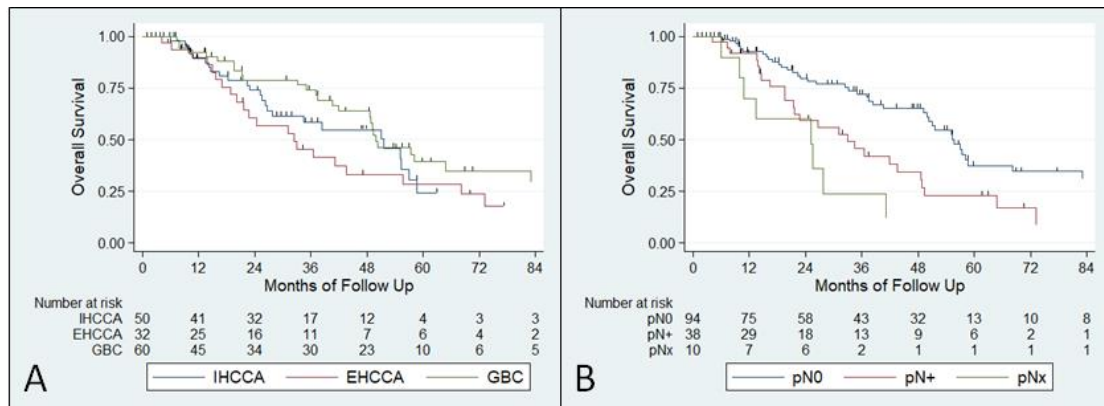 1.00
0.75
0.50
0.25
0.00
Overall Survival
0 12 24 36 48 60 72 84
Months of Follow Up
Number at risk
IHCCA 50 41 32 17 12 4 3 3
EHCCA 32 25 16 11 7 6 4 2
GBC 60 45 34 30 23 10 6 5
IHCCA EHCCA GBC
A
1.00
0.75
0.50
0.25
0.00
Overall Survival
0 12 24 36 48 60 72 84
Months of Follow Up
Number at risk
pN0 94 75 58 43 32 13 10 8
pN+ 38 29 18 13 9 6 2 1
pNx 10 7 6 2 1 1 1 1
pN0 pN+ pNx
B